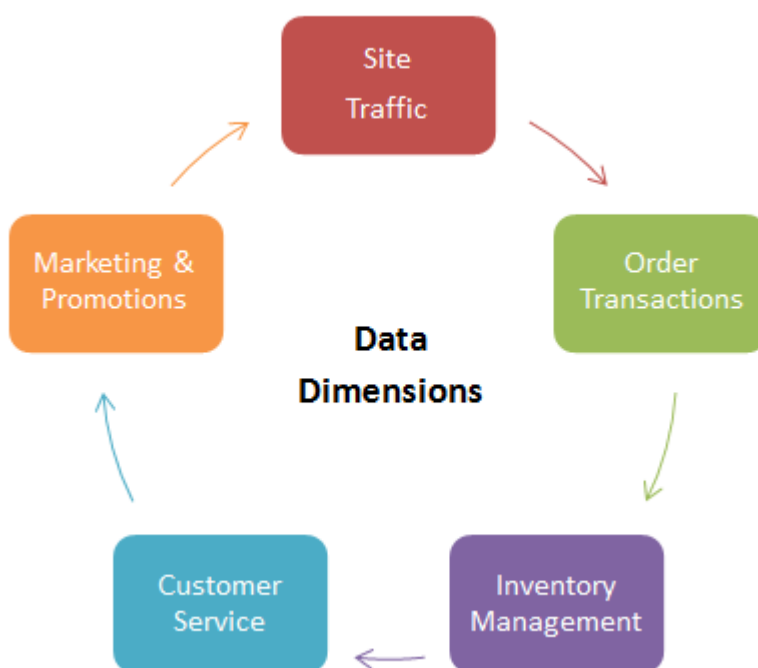 Site
Traffic
Order
Transactions
Inventory
Management
Customer
Service
Marketing &
Promotions
Data
Dimensions